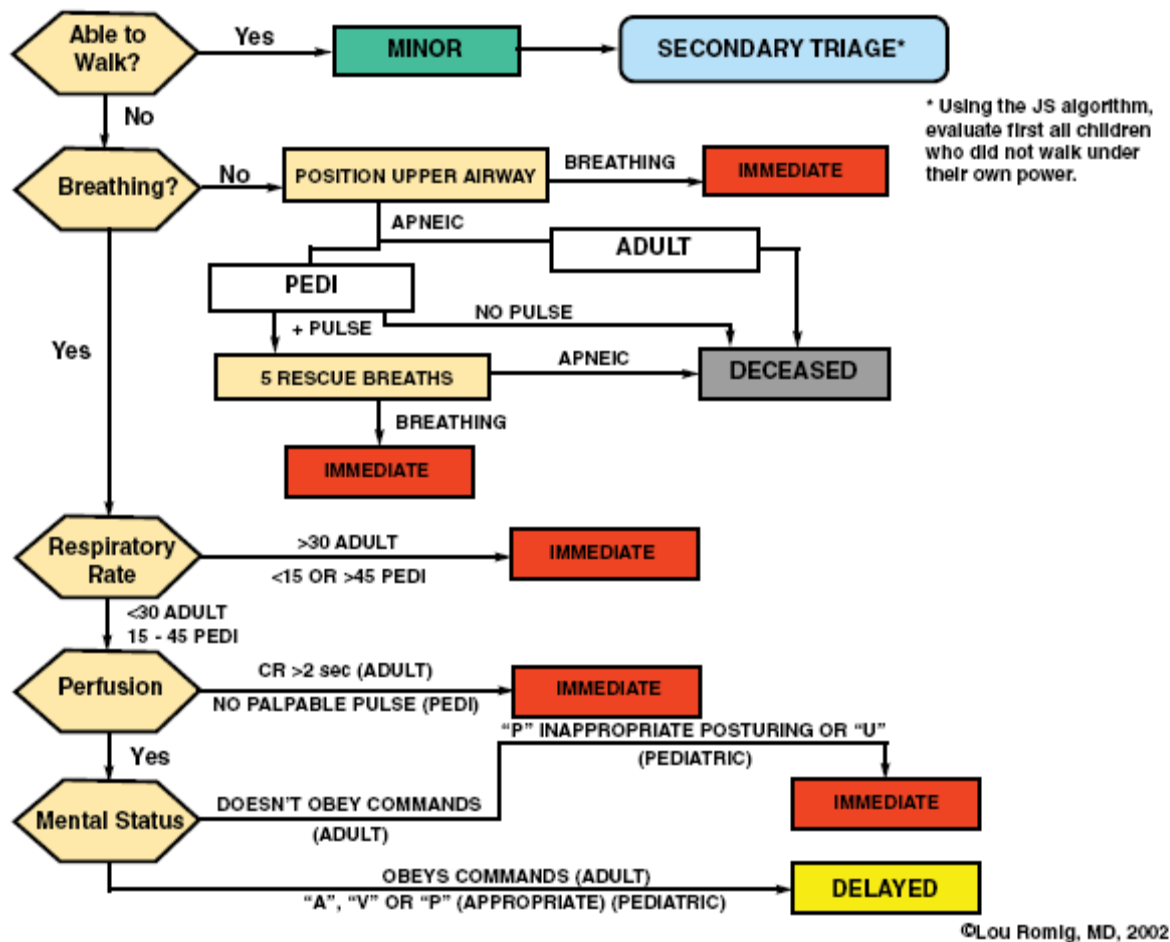 Able to
Walk?
Yes
MINOR
SECONDARY TRIAGE*
No
* Using the JS algorithm,
evaluate first all children
who did not walk under
their own power.
Breathing?
No
POSITION UPPER AIRWAY
BREATHING
IMMEDIATE
APNEIC
ADULT
PEDI
NO PULSE
+ PULSE
Yes
5 RESCUE BREATHS
APNEIC
DECEASED
BREATHING
IMMEDIATE
Respiratory
Rate
>30 ADULT
<15 OR >45 PEDI
IMMEDIATE
<30 ADULT
15 - 45 PEDI
Perfusion
CR >2 sec (ADULT)
NO PALPABLE PULSE (PEDI)
IMMEDIATE
“P” INAPPROPRIATE POSTURING OR “U”
(PEDIATRIC)
Yes
Mental Status
DOESN’T OBEY COMMANDS
(ADULT)
IMMEDIATE
OBEYS COMMANDS (ADULT)
“A”, “V” OR “P” (APPROPRIATE) (PEDIATRIC)
DELAYED
©Lou Romig, MD, 2002